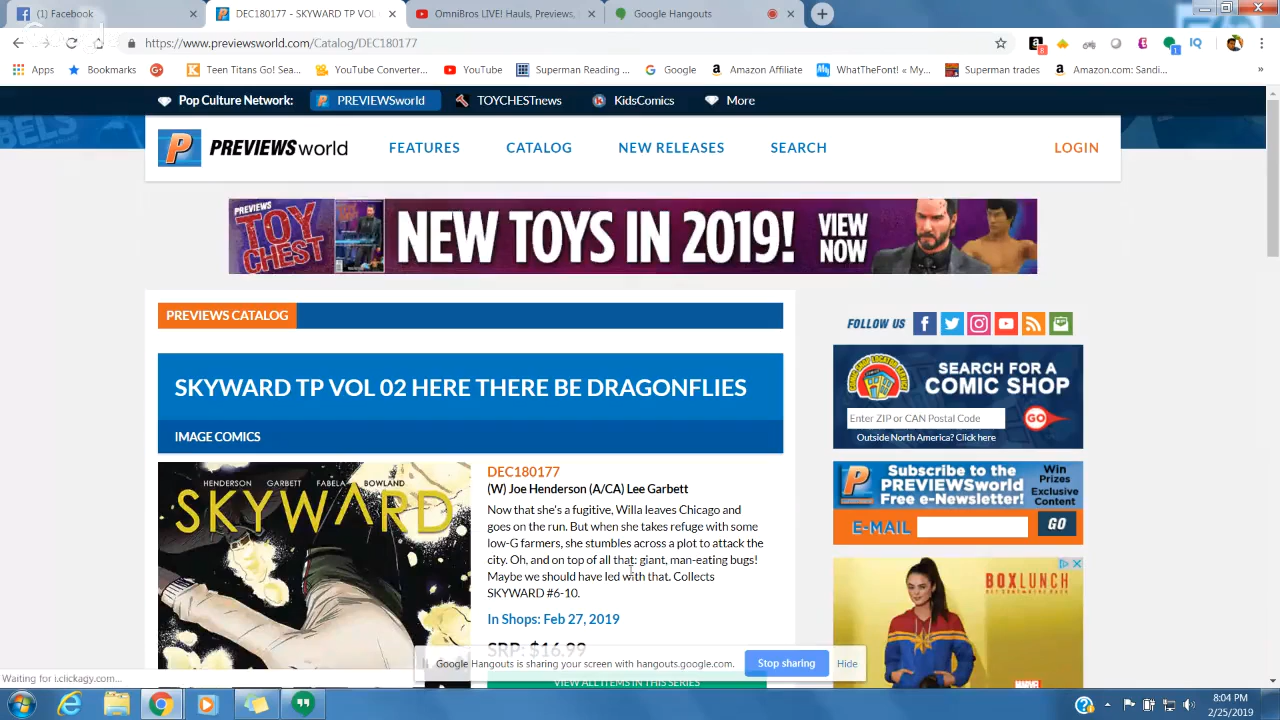 (1) Facebook
DEC180177 - SKYWARD TP VOL
OmniBros LIVE! Hauls, Previews,
Google Hangouts
https://www.previewsworld.com/Catalog/DEC180177
8
1
IQ
Apps
Bookmarks
Teen Titans Go! Sea...
YouTube Converter...
YouTube
Superman Reading ...
Google
Amazon Affiliate
WhatTheFont! « My...
Superman trades
Amazon.com: Sandi...
»
Pop Culture Network:
PREVIEWSworld
TOYCHESTnews
KidsComics
More
BELS
PREVIEWSworld
FEATURES
CATALOG
NEW RELEASES
SEARCH
LOGIN
PREVIEWS
TOY
CHEST
NEW TOYS IN 2019!
VIEW
NOW
PREVIEWS CATALOG
SKYWARD TP VOL 02 HERE THERE BE DRAGONFLIES
IMAGE COMICS
HENDERSON GARBETT FABELA BOWLAND
SKYWARD
DEC180177
(W) Joe Henderson (A/CA) Lee Garbett
Now that she's a fugitive, Willa leaves Chicago and
goes on the run. But when she takes refuge with some
low-G farmers, she stumbles across a plot to attack the
city. Oh, and on top of all that: giant, man-eating bugs!
Maybe we should have led with that. Collects
SKYWARD #6-10.
In Shops: Feb 27, 2019
SRP: $16.99
VIEW ALL ITEMS IN THIS SERIES
FOLLOW US
SEARCH FOR A
COMIC SHOP
Enter ZIP or CAN Postal Code
GO
Outside North America? Click here
Subscribe to the
PREVIEWSworld
Free e-Newsletter!
Win
Prizes
Exclusive
Content
E-MAIL
GO
BOXLUNCH
MARVEL
Google Hangouts is sharing your screen with hangouts.google.com.
Stop sharing
Hide
Waiting for i.clickagy.com...
8:04 PM
2/25/2019